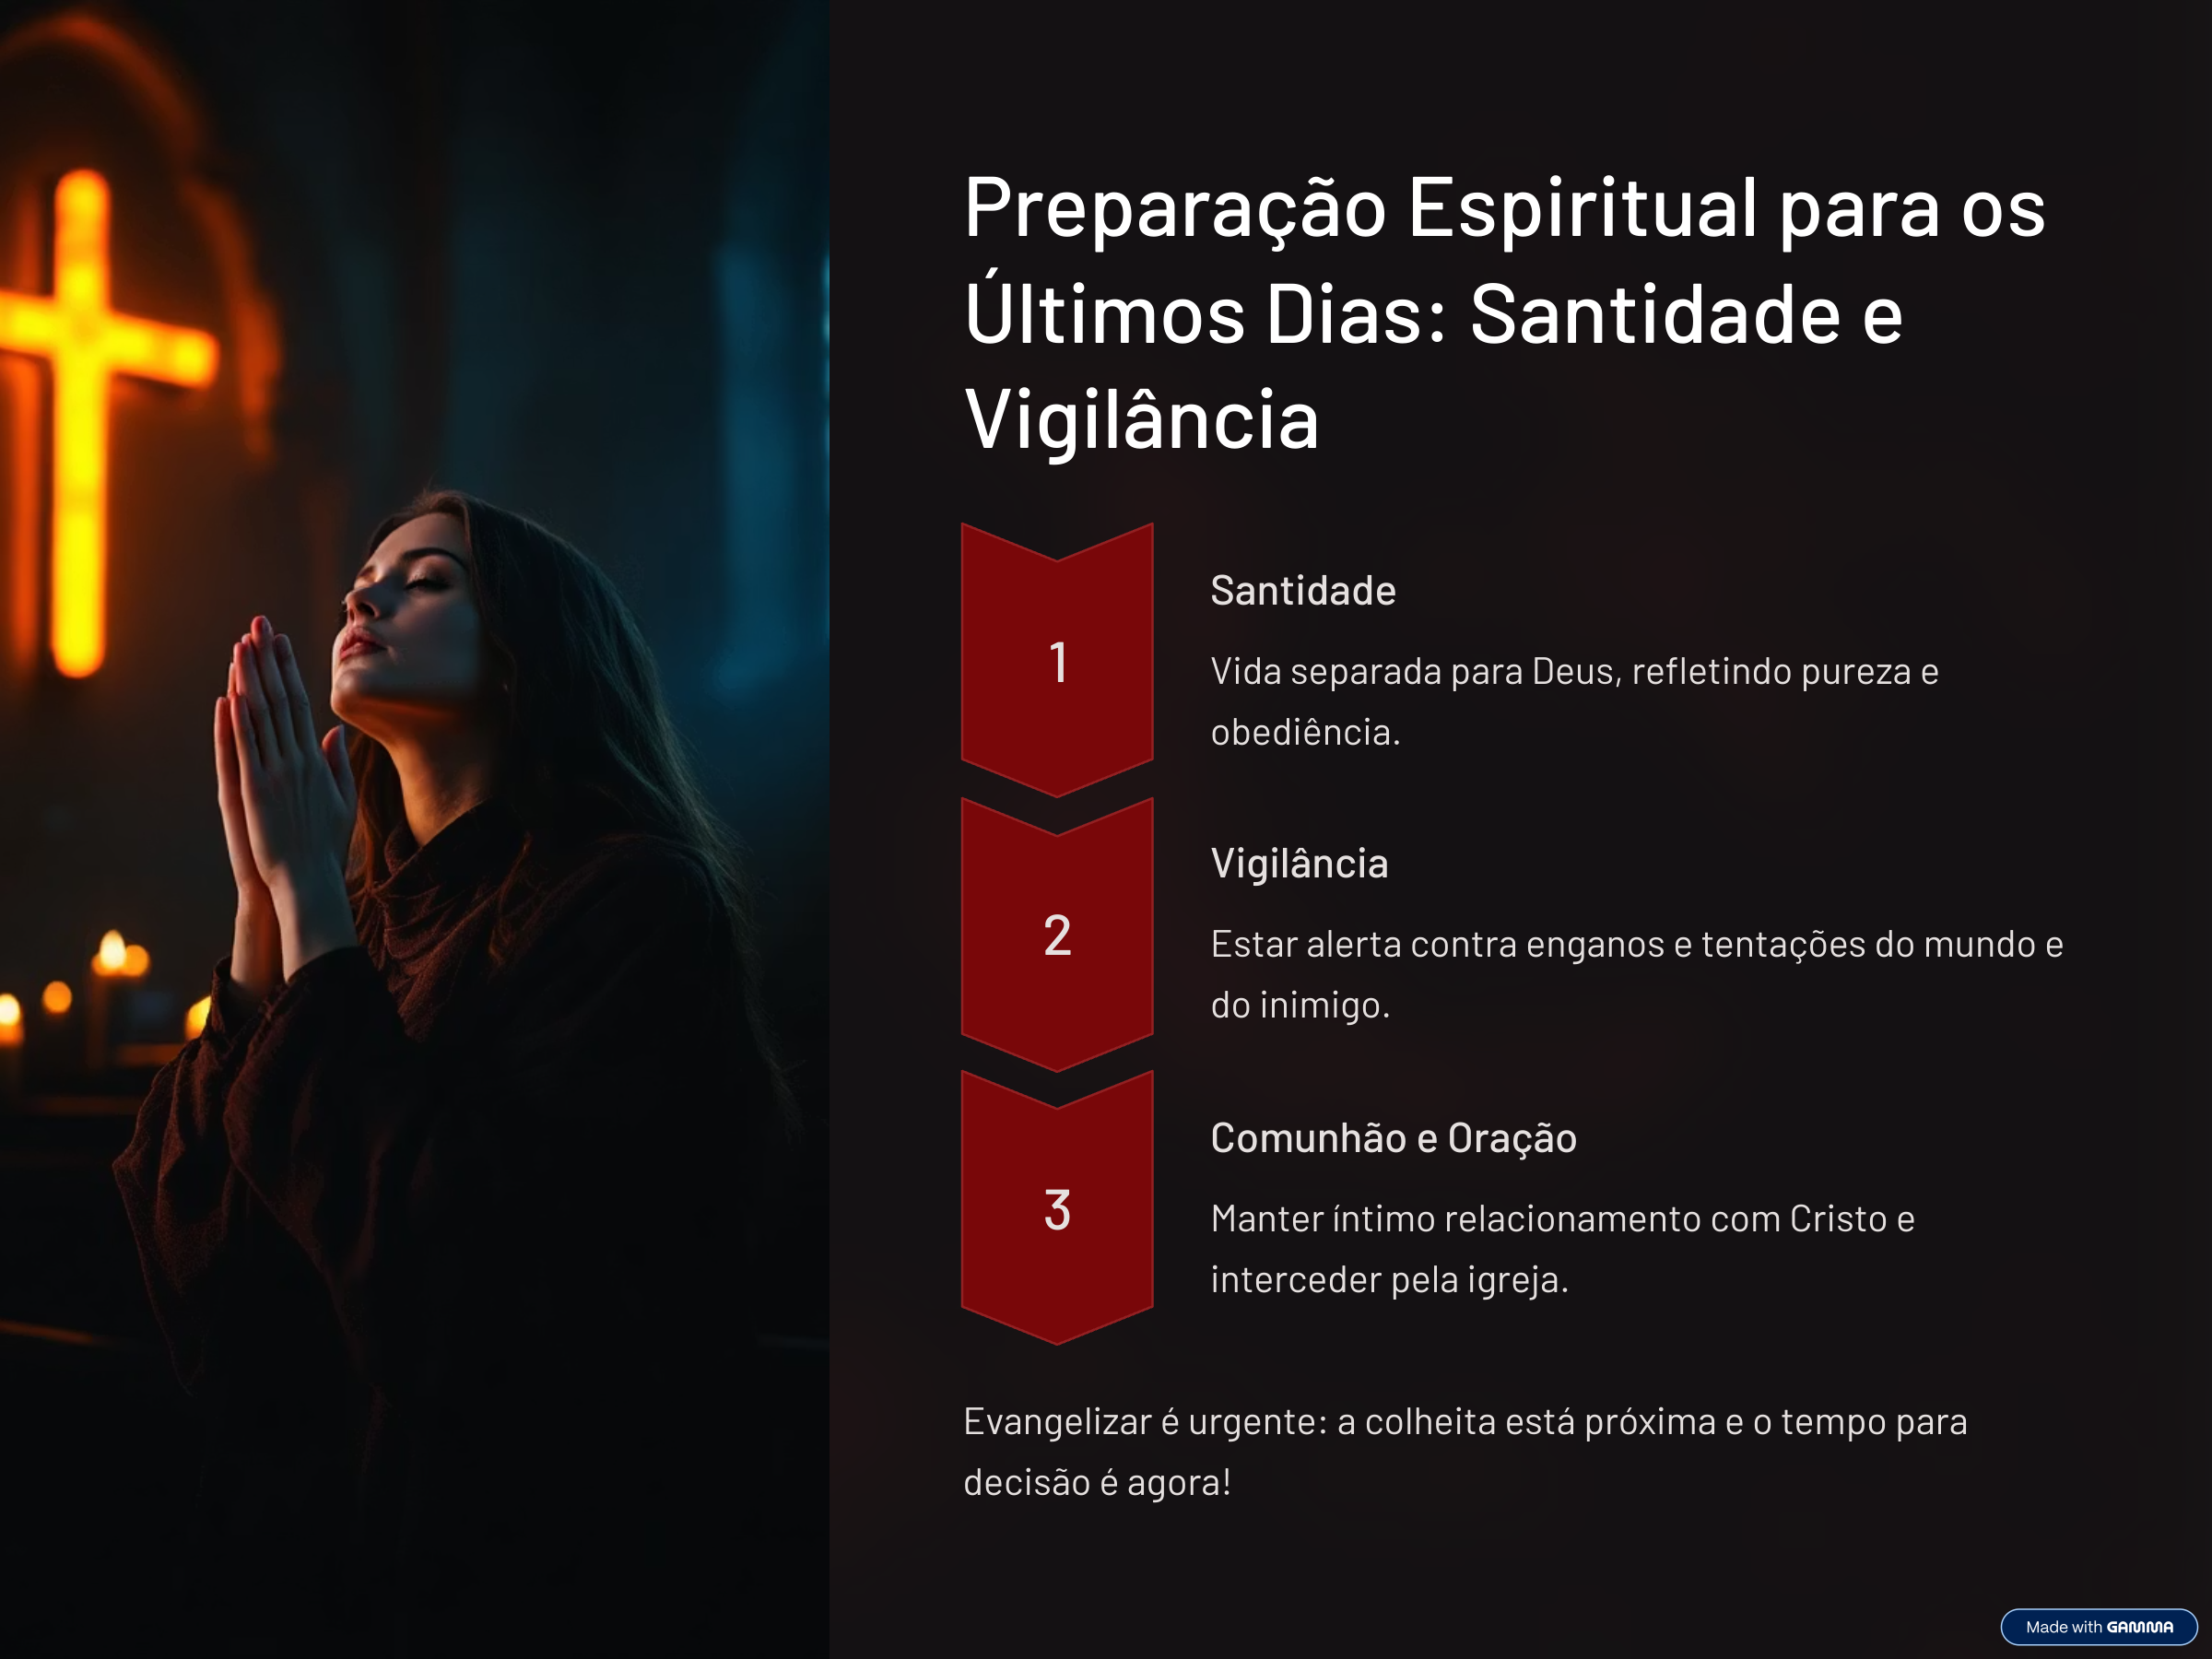 Preparação Espiritual para os
Últimos Dias: Santidade e
Vigilância
1
Santidade
Vida separada para Deus, refletindo pureza e
obediência.
2
Vigilância
Estar alerta contra enganos e tentações do mundo e
do inimigo.
3
Comunhão e Oração
Manter íntimo relacionamento com Cristo e
interceder pela igreja.
Evangelizar é urgente: a colheita está próxima e o tempo para
decisão é agora!
Made with GAMMA